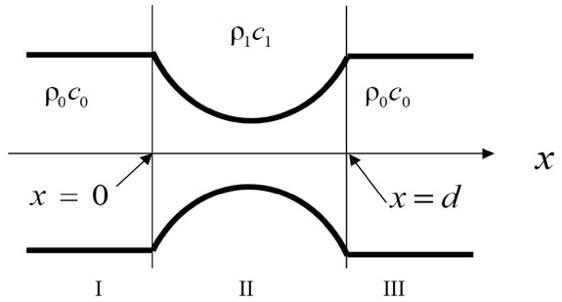 ρ₁c₁
ρ₀c₀ ρ₀c₀
x
x = 0 x = d
I II III